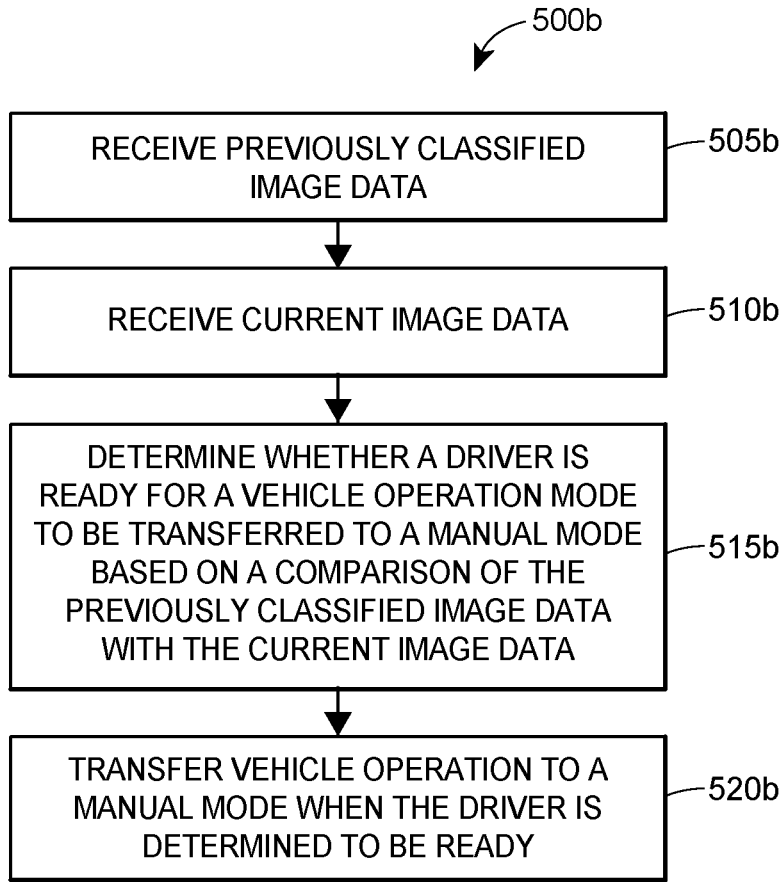 500b
RECEIVE PREVIOUSLY CLASSIFIED
IMAGE DATA
505b
RECEIVE CURRENT IMAGE DATA
510b
DETERMINE WHETHER A DRIVER IS
READY FOR A VEHICLE OPERATION MODE
TO BE TRANSFERRED TO A MANUAL MODE
BASED ON A COMPARISON OF THE
PREVIOUSLY CLASSIFIED IMAGE DATA
WITH THE CURRENT IMAGE DATA
515b
TRANSFER VEHICLE OPERATION TO A
MANUAL MODE WHEN THE DRIVER IS
DETERMINED TO BE READY
520b